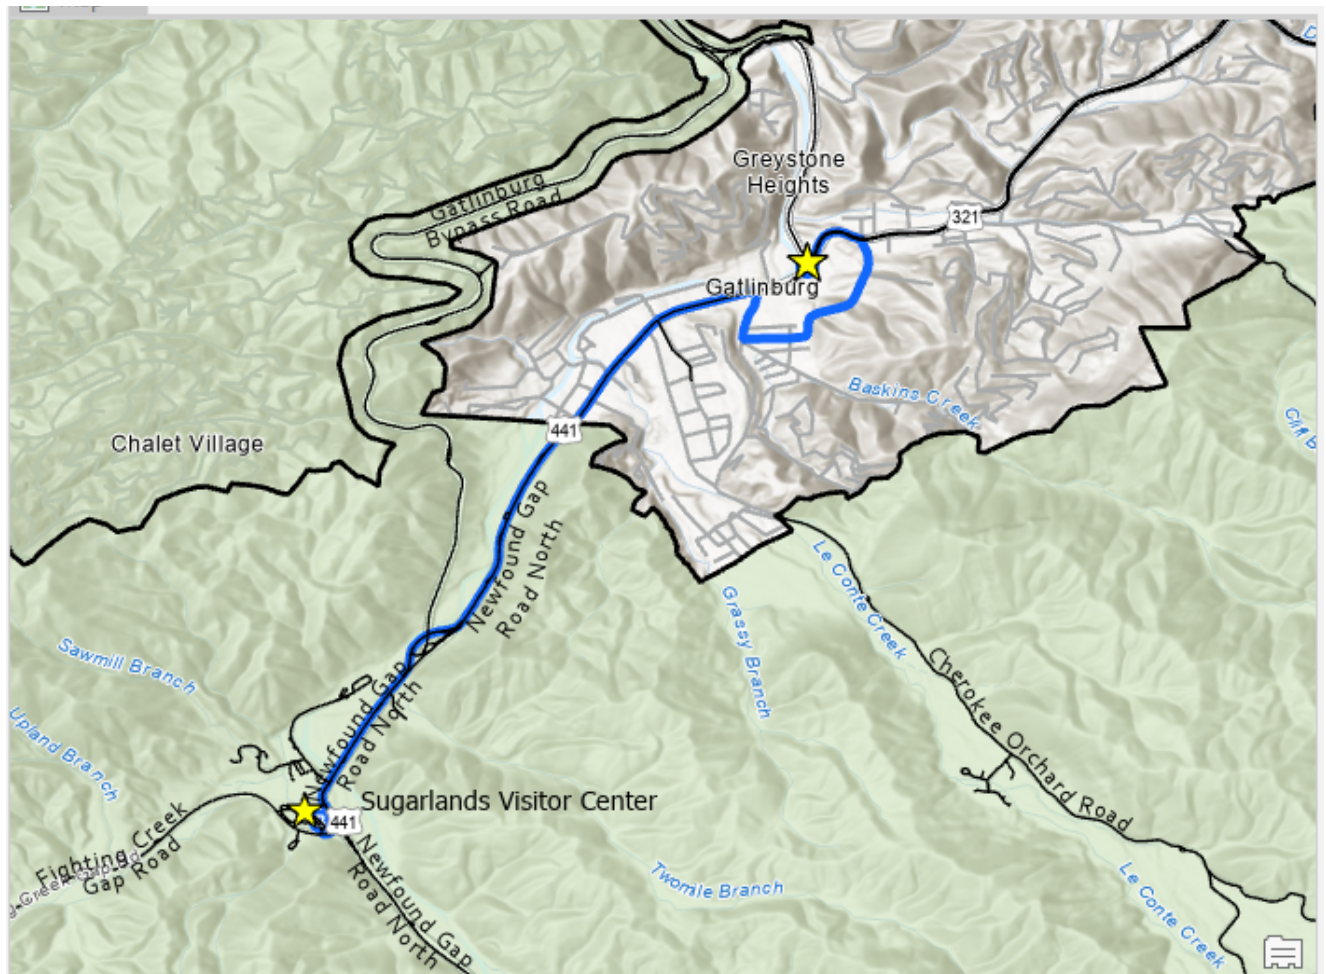 Map
Greystone
Heights
Gatlinburg
Bypass Road
321
Gatlinburg
Baskins Creek
441
Chalet Village
Newfound Gap
Road North
Le Conte Creek
Grassy Branch
Sawmill Branch
Cherokee Orchard Road
Newfound Gap
Road North
Upland Branch
Sugarlands Visitor Center
441
Fighting Creek
Gap Road
Newfound Gap
Road North
Twomile Branch
Le Conte Creek